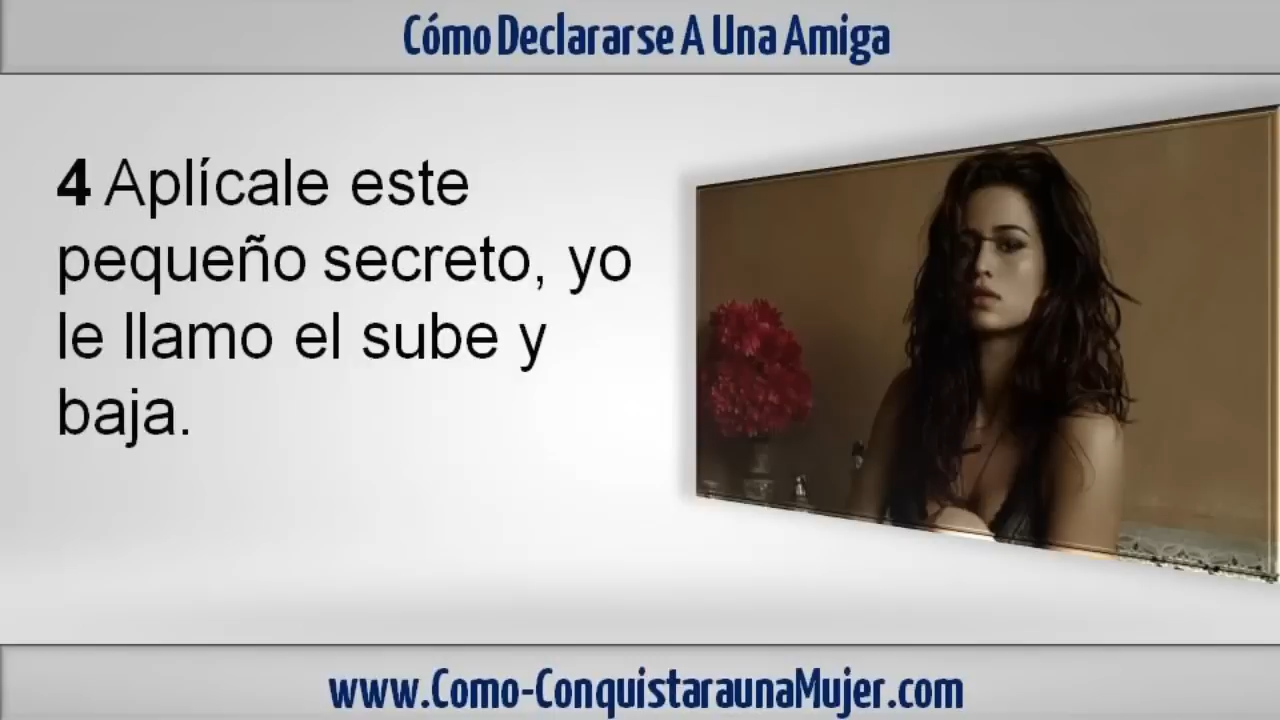 Cómo Declararse A Una Amiga
4 Aplícale este
pequeño secreto, yo
le llamo el sube y
baja.
www.Como-ConquistaraunaMujer.com